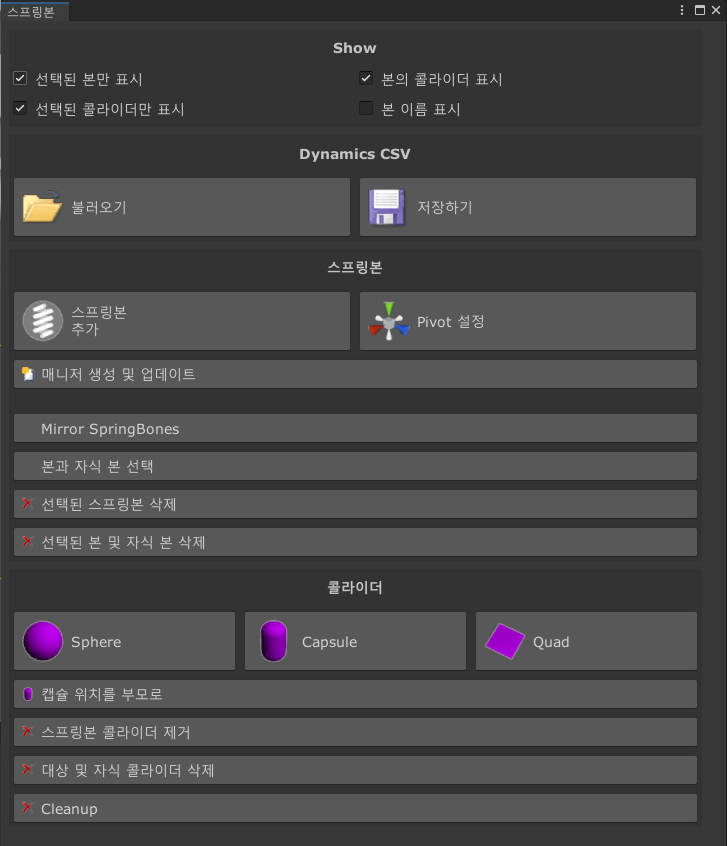 스프링본
Show
선택된 본만 표시
본의 콜라이더 표시
선택된 콜라이더만 표시
본 이름 표시
Dynamics CSV
불러오기
저장하기
스프링본
스프링본
추가
Pivot 설정
매니저 생성 및 업데이트
Mirror SpringBones
본과 자식 본 선택
선택된 스프링본 삭제
선택된 본 및 자식 본 삭제
콜라이더
Sphere
Capsule
Quad
캡슐 위치를 부모로
스프링본 콜라이더 제거
대상 및 자식 콜라이더 삭제
Cleanup